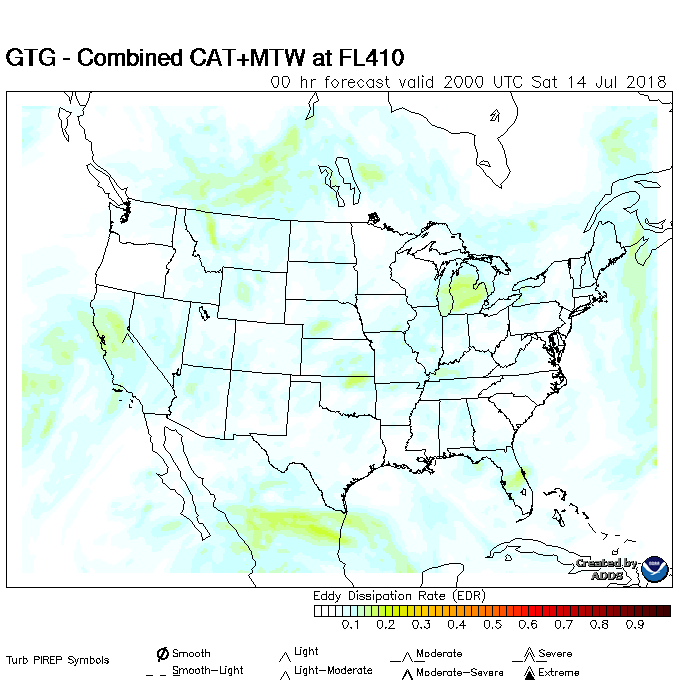 GTG - Combined CAT+MTW at FL410
00 hr forecast valid 2000 UTC Sat 14 Jul 2018
Created by
ADDS
Eddy Dissipation Rate (EDR)
0.1 0.2 0.3 0.4 0.5 0.6 0.7 0.8 0.9
Turb PIREP Symbols
Smooth Light Moderate Severe
Smooth-Light Light-Moderate Moderate-Severe Extreme